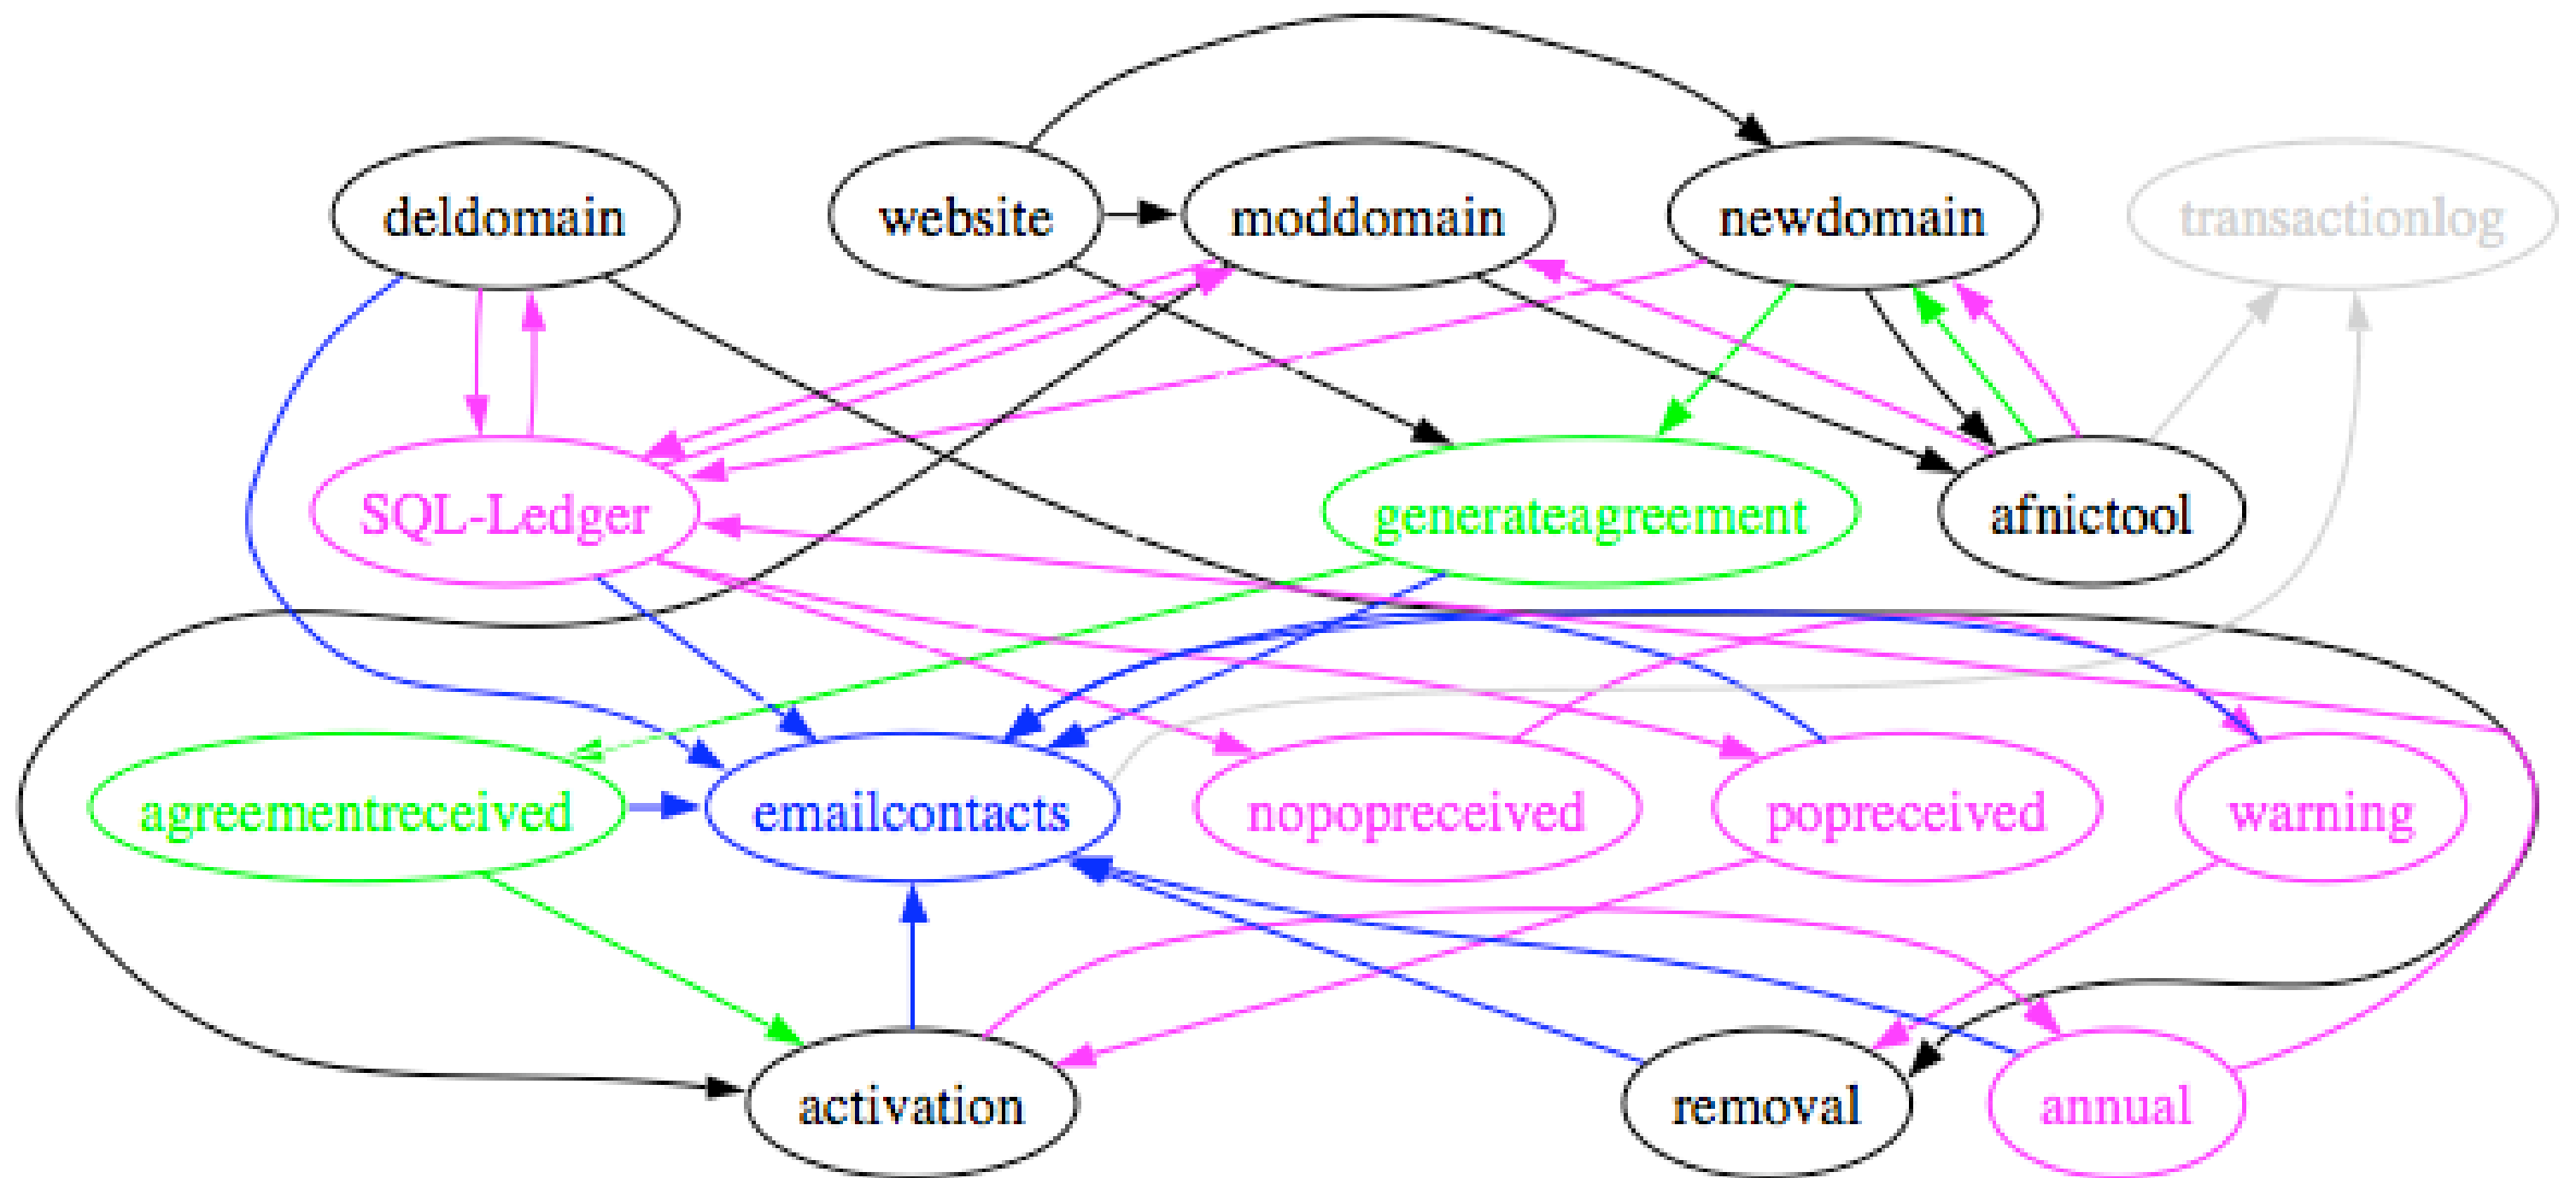 deldomain
website
moddomain
newdomain
transactionlog
SQL-Ledger
generateagreement
afnictool
agreementreceived
emailcontacts
nopopreceived
popreceived
warning
activation
removal
annual